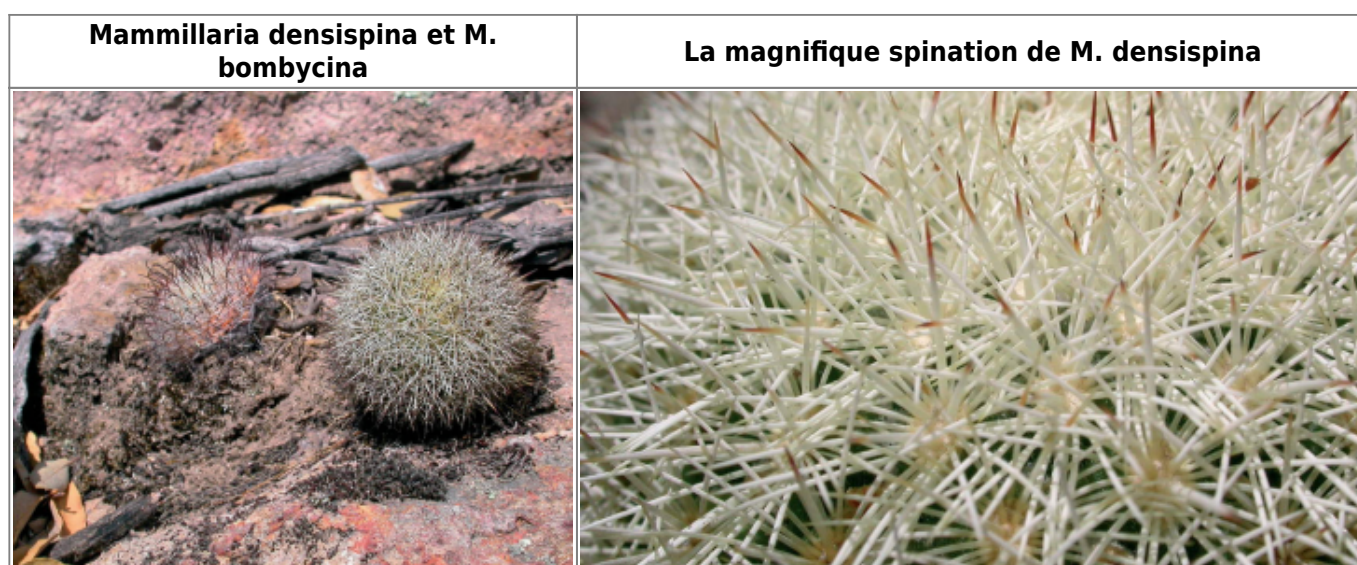 Mammillaria densispina et M.
bombycina
La magnifique spination de M. densispina